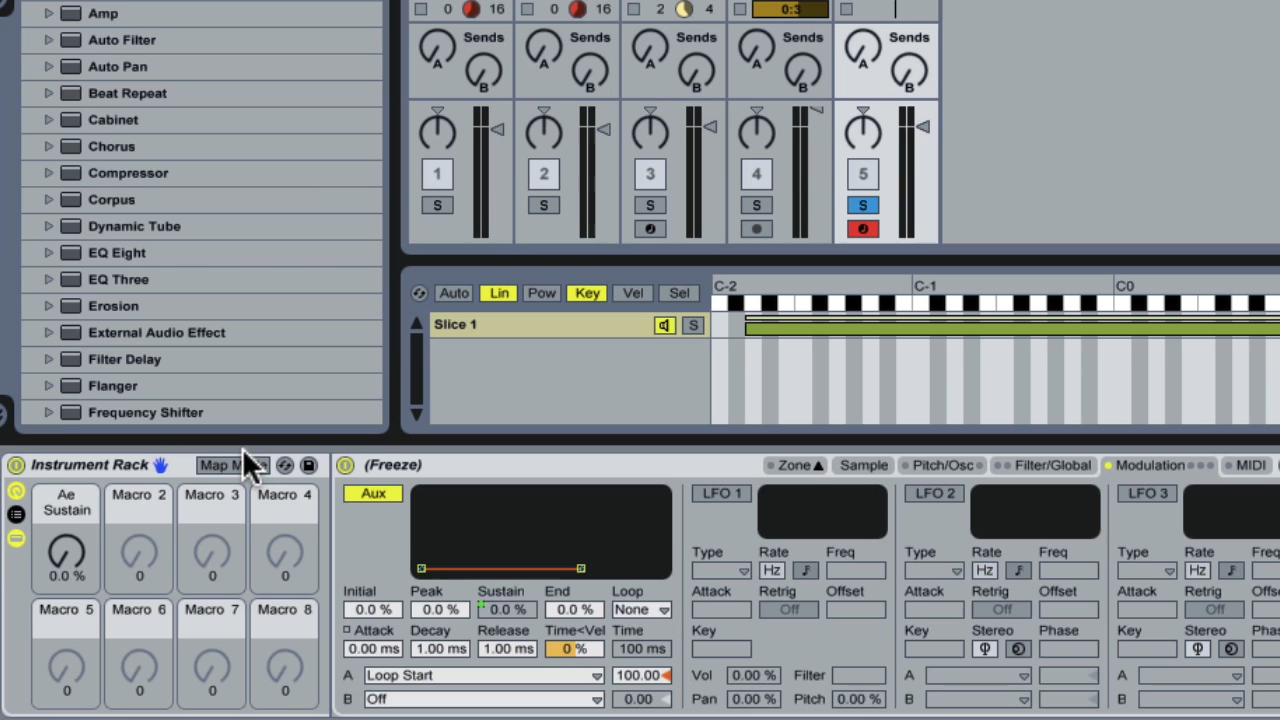 Amp
Auto Filter
Auto Pan
Beat Repeat
Cabinet
Chorus
Compressor
Corpus
Dynamic Tube
EQ Eight
EQ Three
Erosion
External Audio Effect
Filter Delay
Flanger
Frequency Shifter
0 16 0 16 2 4 0:3
Sends Sends Sends Sends Sends
A A A A A
B B B B B
1 2 3 4 5
S S S S S
Auto Lin Pow Key Vel Sel
C-2 C-1 C0
Slice 1 S
Instrument Rack Map
Ae Sustain Macro 2 Macro 3 Macro 4
0.0 % 0 0 0
Macro 5 Macro 6 Macro 7 Macro 8
0 0 0 0
(Freeze) Zone Sample Pitch/Osc Filter/Global Modulation MIDI
Aux LFO 1 LFO 2 LFO 3
Type Rate Freq Type Rate Freq Type Rate
Hz Hz Hz
Initial Peak Sustain End Loop Attack Retrig Offset Attack Retrig Offset Attack Retrig Offset
0.0 % 0.0 % 0.0 % 0.0 % None Off Off Off
Attack Decay Release Time<Vel Time Key Key Stereo Phase Key Stereo
0.00 ms 1.00 ms 1.00 ms 0 % 100 ms
A Loop Start 100.00 Vol 0.00 % Filter A A
B Off 0.00 Pan 0.00 % Pitch 0.00 % B B